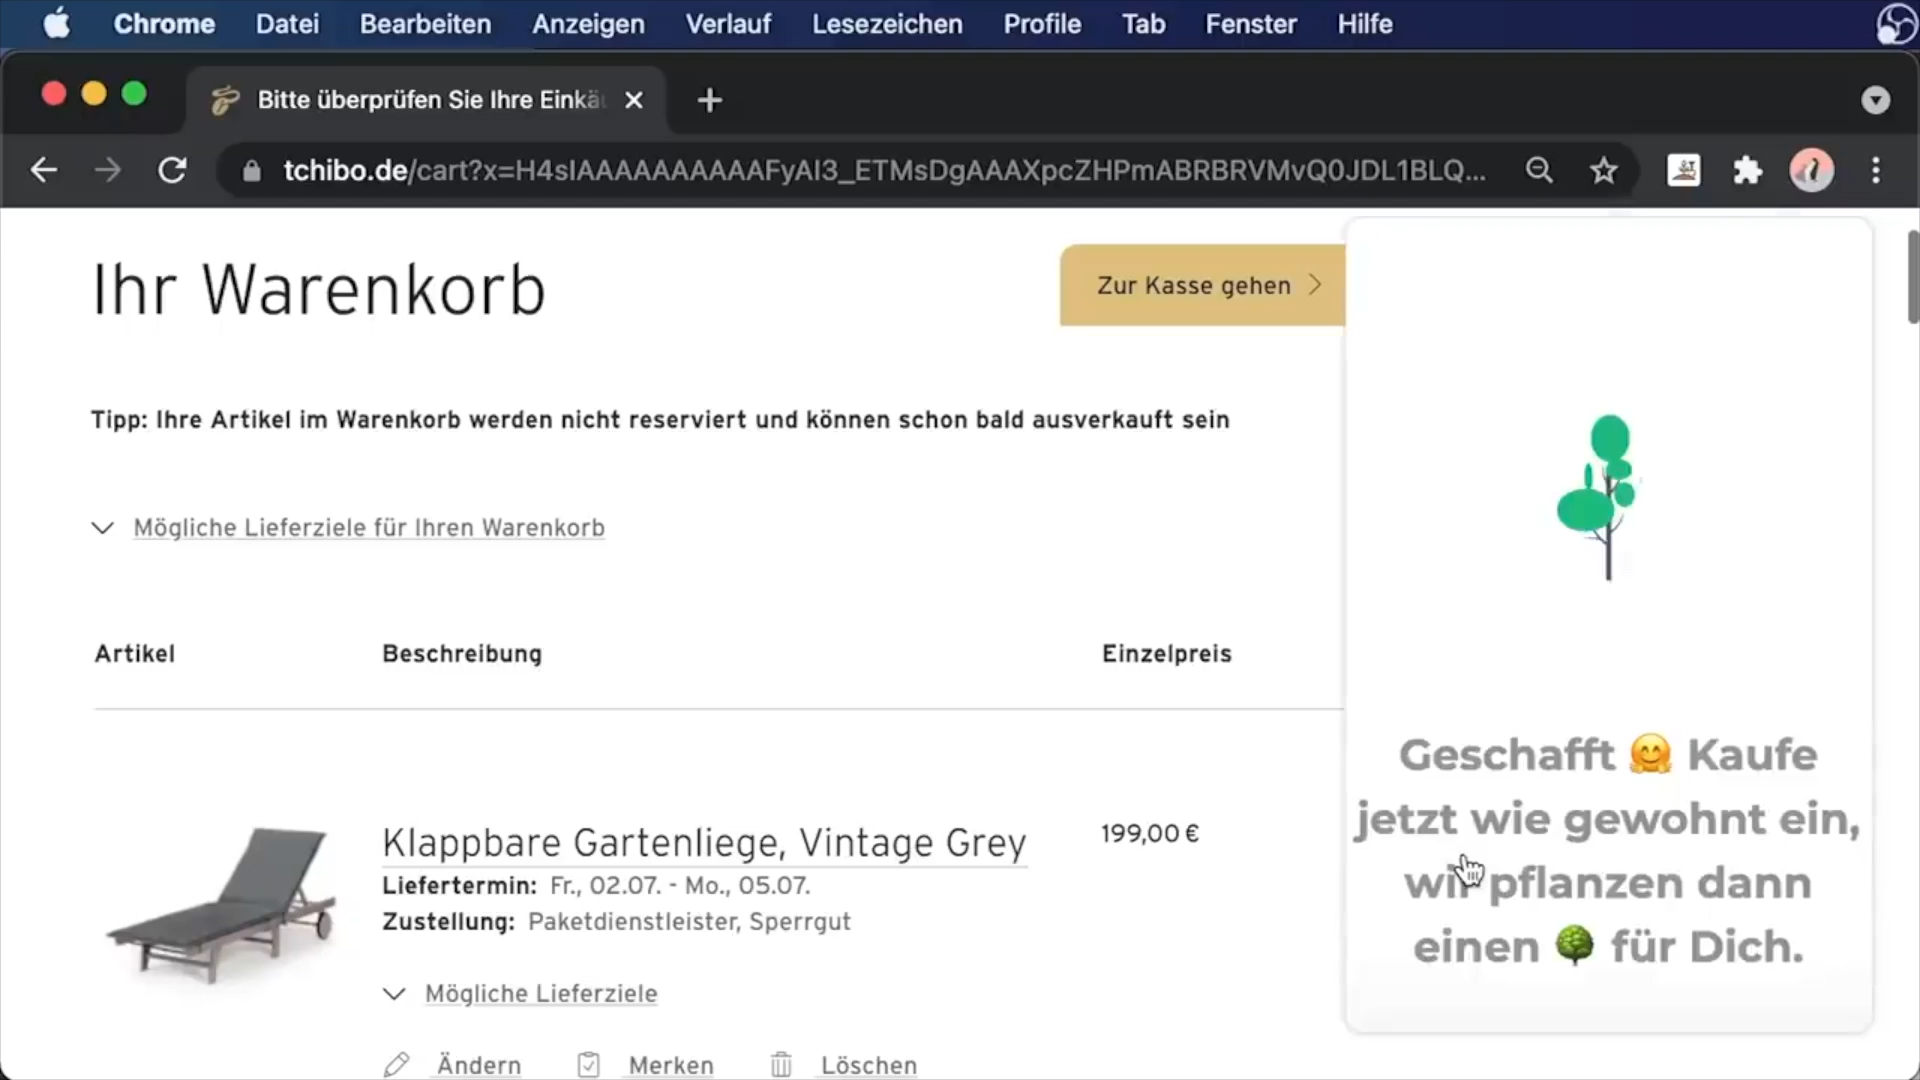 Chrome Datei Bearbeiten Anzeigen Verlauf Lesezeichen Profile Tab Fenster Hilfe
Bitte überprüfen Sie Ihre Einkäu
tchibo.de/cart?x=H4sIAAAAAAAAAAFyAI3_ETMsDgAAAXpcZHPmABRBRVMvQ0JDL1BLQ...
Ihr Warenkorb
Zur Kasse gehen
Tipp: Ihre Artikel im Warenkorb werden nicht reserviert und können schon bald ausverkauft sein
Mögliche Lieferziele für Ihren Warenkorb
Artikel Beschreibung Einzelpreis
Klappbare Gartenliege, Vintage Grey 199,00 €
Liefertermin: Fr., 02.07. - Mo., 05.07.
Zustellung: Paketdienstleister, Sperrgut
Mögliche Lieferziele
Ändern Merken Löschen
Geschafft 🤗 Kaufe
jetzt wie gewohnt ein,
wir pflanzen dann
einen 🌳 für Dich.